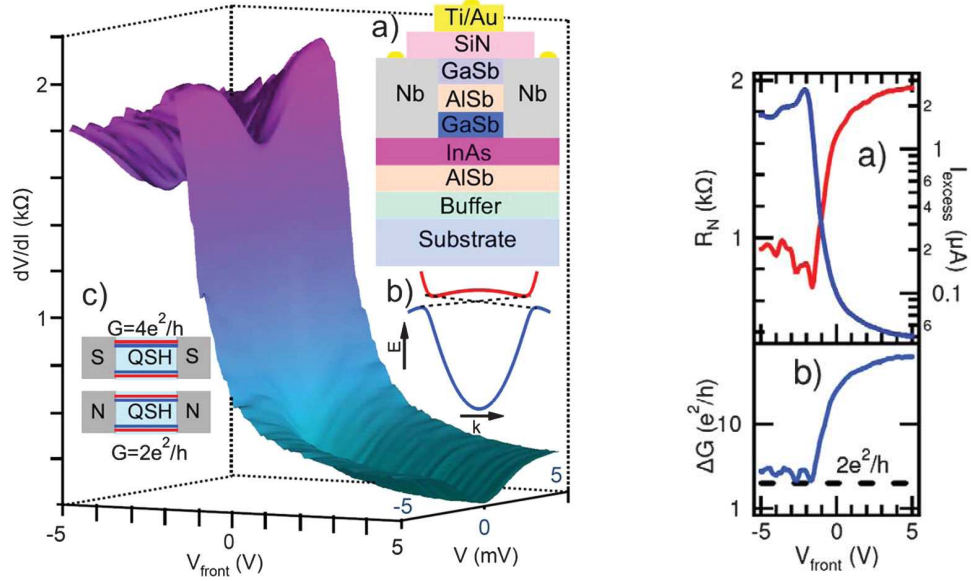 a)
Ti/Au
SiN
GaSb
Nb
AlSb
Nb
GaSb
InAs
AlSb
Buffer
Substrate
b)
E
k
c)
G=4e²/h
S
QSH
S
N
QSH
N
G=2e²/h
dV/dI (kΩ)
2
1
-5
0
5
V_front (V)
-5
0
5
V (mV)
a)
R_N (kΩ)
2
1
I_excess (µA)
2
1
6
4
2
0.1
6
b)
ΔG (e²/h)
10
1
2e²/h
-5
0
5
V_front (V)